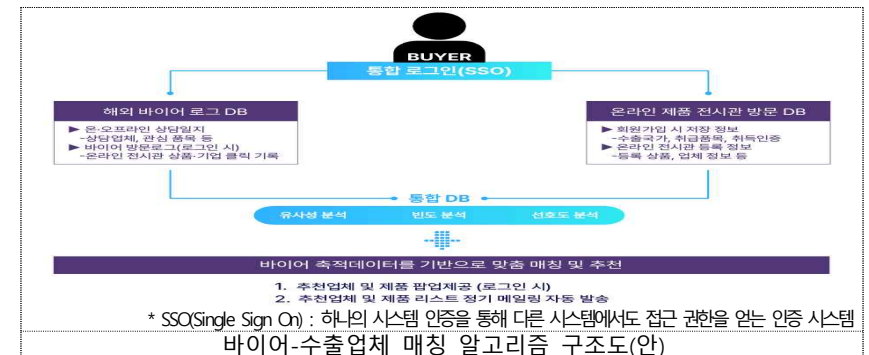 BUYER
통합 로그인(SSO)
해외 바이어 로그 DB
▶ 온·오프라인 상담일지
-상담업체, 관심 품목 등
▶ 바이어 방문로그(로그인 시)
-온라인 전시관 상품·기업 클릭 기록
온라인 제품 전시관 방문 DB
▶ 회원가입 시 저장 정보
-수출국가, 취급품목, 취득인증
▶ 온라인 전시관 등록 정보
-등록 상품, 업체 정보 등
통합 DB
유사성 분석 빈도 분석 선호도 분석
바이어 축적데이터를 기반으로 맞춤 매칭 및 추천
1. 추천업체 및 제품 팝업제공 (로그인 시)
2. 추천업체 및 제품 리스트 정기 메일링 자동 발송
* SSO(Single Sign On) : 하나의 시스템 인증을 통해 다른 시스템에서도 접근 권한을 얻는 인증 시스템
바이어-수출업체 매칭 알고리즘 구조도(안)